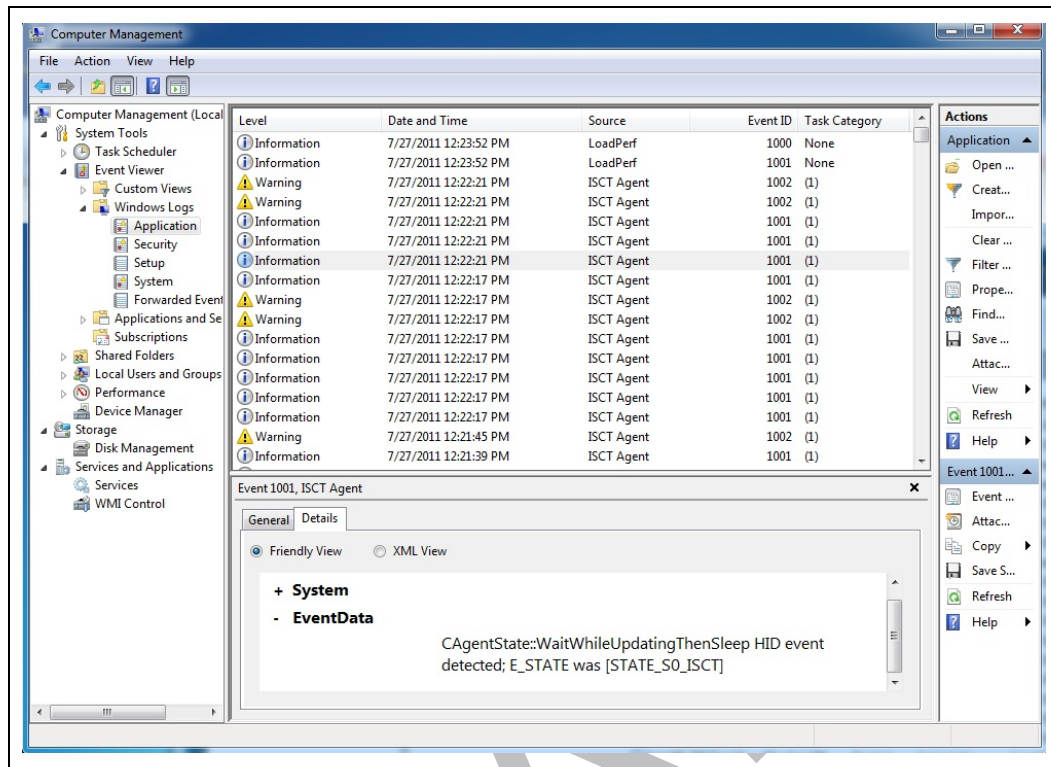 Computer Management
File Action View Help
Computer Management (Local
System Tools
Task Scheduler
Event Viewer
Custom Views
Windows Logs
Application
Security
Setup
System
Forwarded Event
Applications and Se
Subscriptions
Shared Folders
Local Users and Groups
Performance
Device Manager
Storage
Disk Management
Services and Applications
Services
WMI Control
Level Date and Time Source Event ID Task Category
Information 7/27/2011 12:23:52 PM LoadPerf 1000 None
Information 7/27/2011 12:23:52 PM LoadPerf 1001 None
Warning 7/27/2011 12:22:21 PM ISCT Agent 1002 (1)
Warning 7/27/2011 12:22:21 PM ISCT Agent 1002 (1)
Information 7/27/2011 12:22:21 PM ISCT Agent 1001 (1)
Information 7/27/2011 12:22:21 PM ISCT Agent 1001 (1)
Information 7/27/2011 12:22:21 PM ISCT Agent 1001 (1)
Information 7/27/2011 12:22:17 PM ISCT Agent 1001 (1)
Warning 7/27/2011 12:22:17 PM ISCT Agent 1002 (1)
Warning 7/27/2011 12:22:17 PM ISCT Agent 1002 (1)
Information 7/27/2011 12:22:17 PM ISCT Agent 1001 (1)
Information 7/27/2011 12:22:17 PM ISCT Agent 1001 (1)
Information 7/27/2011 12:22:17 PM ISCT Agent 1001 (1)
Information 7/27/2011 12:22:17 PM ISCT Agent 1001 (1)
Information 7/27/2011 12:22:17 PM ISCT Agent 1001 (1)
Warning 7/27/2011 12:21:45 PM ISCT Agent 1002 (1)
Information 7/27/2011 12:21:39 PM ISCT Agent 1001 (1)
Event 1001, ISCT Agent
General Details
Friendly View XML View
+ System
- EventData
CAgentState::WaitWhileUpdatingThenSleep HID event
detected; E_STATE was [STATE_S0_ISCT]
Actions
Application
Open ...
Creat...
Impor...
Clear ...
Filter ...
Prope...
Find...
Save ...
Attac...
View
Refresh
Help
Event 1001...
Event ...
Attac...
Copy
Save S...
Refresh
Help